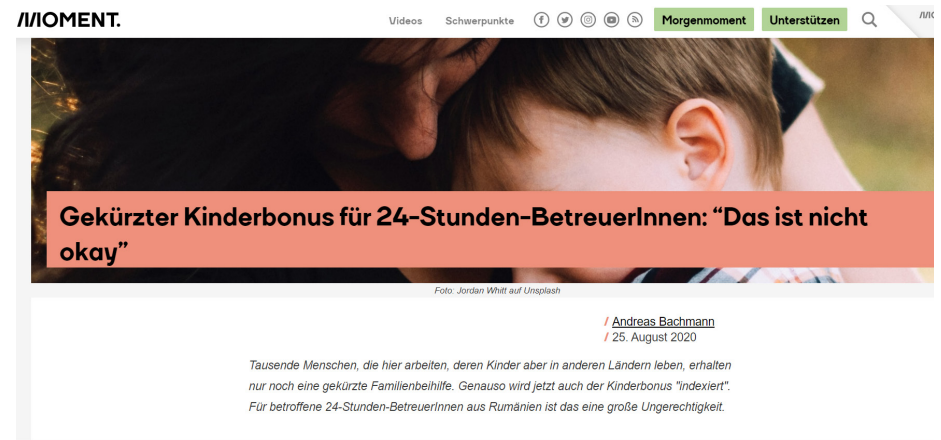 MOMENT.
Videos Schwerpunkte Morgenmoment Unterstützen
Gekürzter Kinderbonus für 24-Stunden-BetreuerInnen: “Das ist nicht
okay”
Foto: Jordan Whitt auf Unsplash
/ Andreas Bachmann
/ 25. August 2020
Tausende Menschen, die hier arbeiten, deren Kinder aber in anderen Ländern leben, erhalten
nur noch eine gekürzte Familienbeihilfe. Genauso wird jetzt auch der Kinderbonus "indexiert".
Für betroffene 24-Stunden-BetreuerInnen aus Rumänien ist das eine große Ungerechtigkeit.